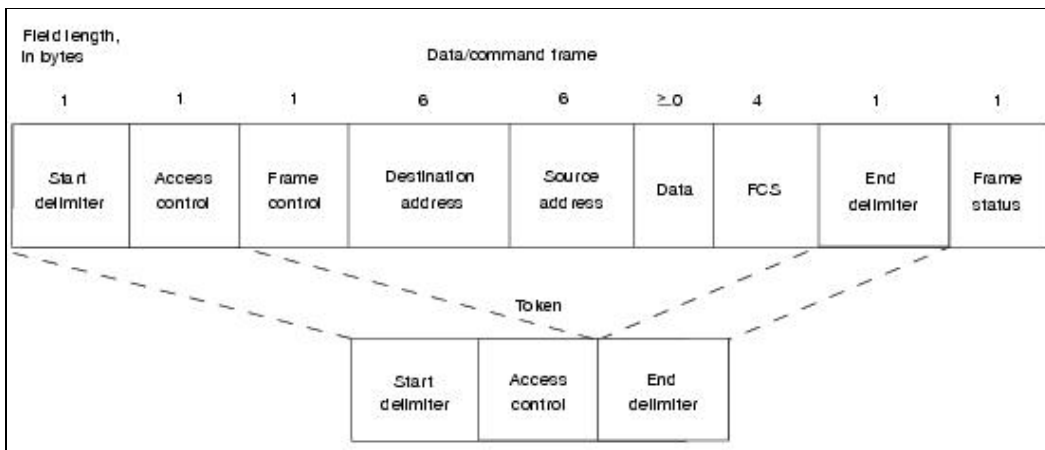 Field length,
in bytes
Data/command frame
1 1 1 6 6 ≥0 4 1 1
Start
delimiter
Access
control
Frame
control
Destination
address
Source
address
Data
FCS
End
delimiter
Frame
status
Token
Start
delimiter
Access
control
End
delimiter